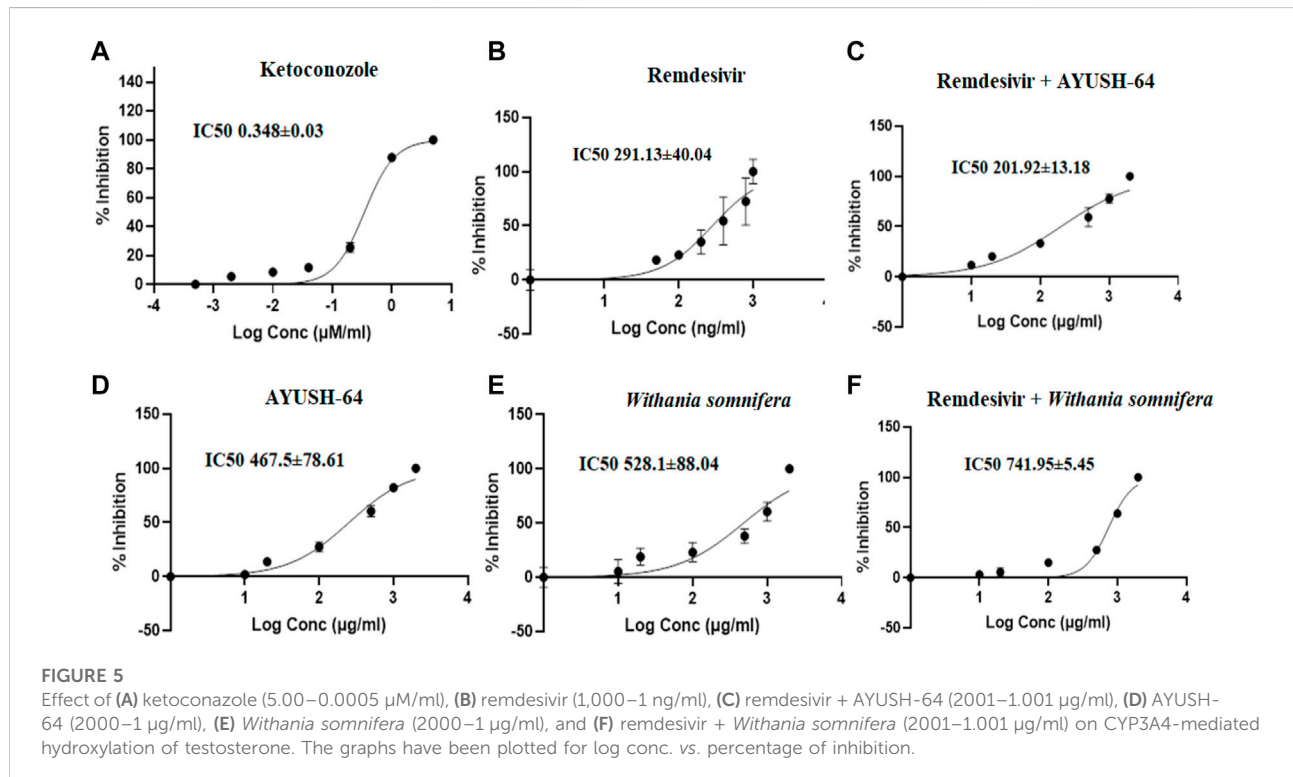 A
Ketoconozole
IC50 0.348±0.03
% Inhibition
140
120
100
80
60
40
20
0
-4 -3 -2 -1 0 1
Log Conc (µM/ml)
B
Remdesivir
IC50 291.13±40.04
% Inhibition
150
100
50
0
-50
1 2 3 4
Log Conc (ng/ml)
C
Remdesivir + AYUSH-64
IC50 201.92±13.18
% Inhibition
150
100
50
0
-50
1 2 3 4
Log Conc (µg/ml)
D
AYUSH-64
IC50 467.5±78.61
% Inhibition
150
100
50
0
-50
1 2 3 4
Log Conc (µg/ml)
E
Withania somnifera
IC50 528.1±88.04
% Inhibition
150
100
50
0
-50
1 2 3 4
Log Conc (µg/ml)
F
Remdesivir + Withania somnifera
IC50 741.95±5.45
% Inhibition
150
100
50
0
-50
1 2 3 4
Log Conc (µg/ml)
FIGURE 5
Effect of (A) ketoconazole (5.00–0.0005 µM/ml), (B) remdesivir (1,000–1 ng/ml), (C) remdesivir + AYUSH-64 (2001–1.001 µg/ml), (D) AYUSH-
64 (2000–1 µg/ml), (E) Withania somnifera (2000–1 µg/ml), and (F) remdesivir + Withania somnifera (2001–1.001 µg/ml) on CYP3A4-mediated
hydroxylation of testosterone. The graphs have been plotted for log conc. vs. percentage of inhibition.